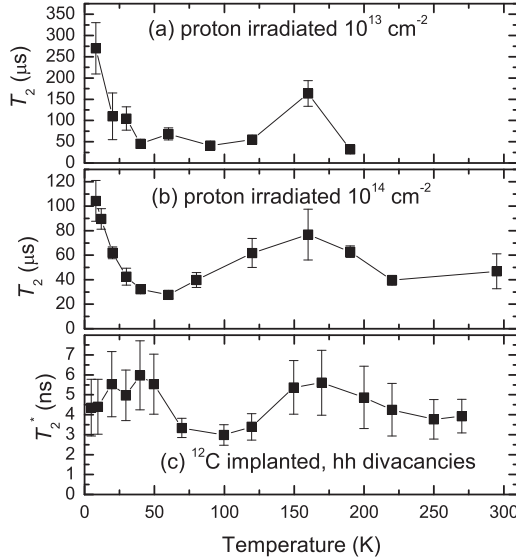 350
300
250
200
150
100
50
0
T₂ (μs)
(a) proton irradiated 10¹³ cm⁻²
120
100
80
60
40
20
0
T₂ (μs)
(b) proton irradiated 10¹⁴ cm⁻²
7
6
5
4
3
2
1
0
T₂* (ns)
(c) ¹²C implanted, hh divacancies
0 50 100 150 200 250 300
Temperature (K)